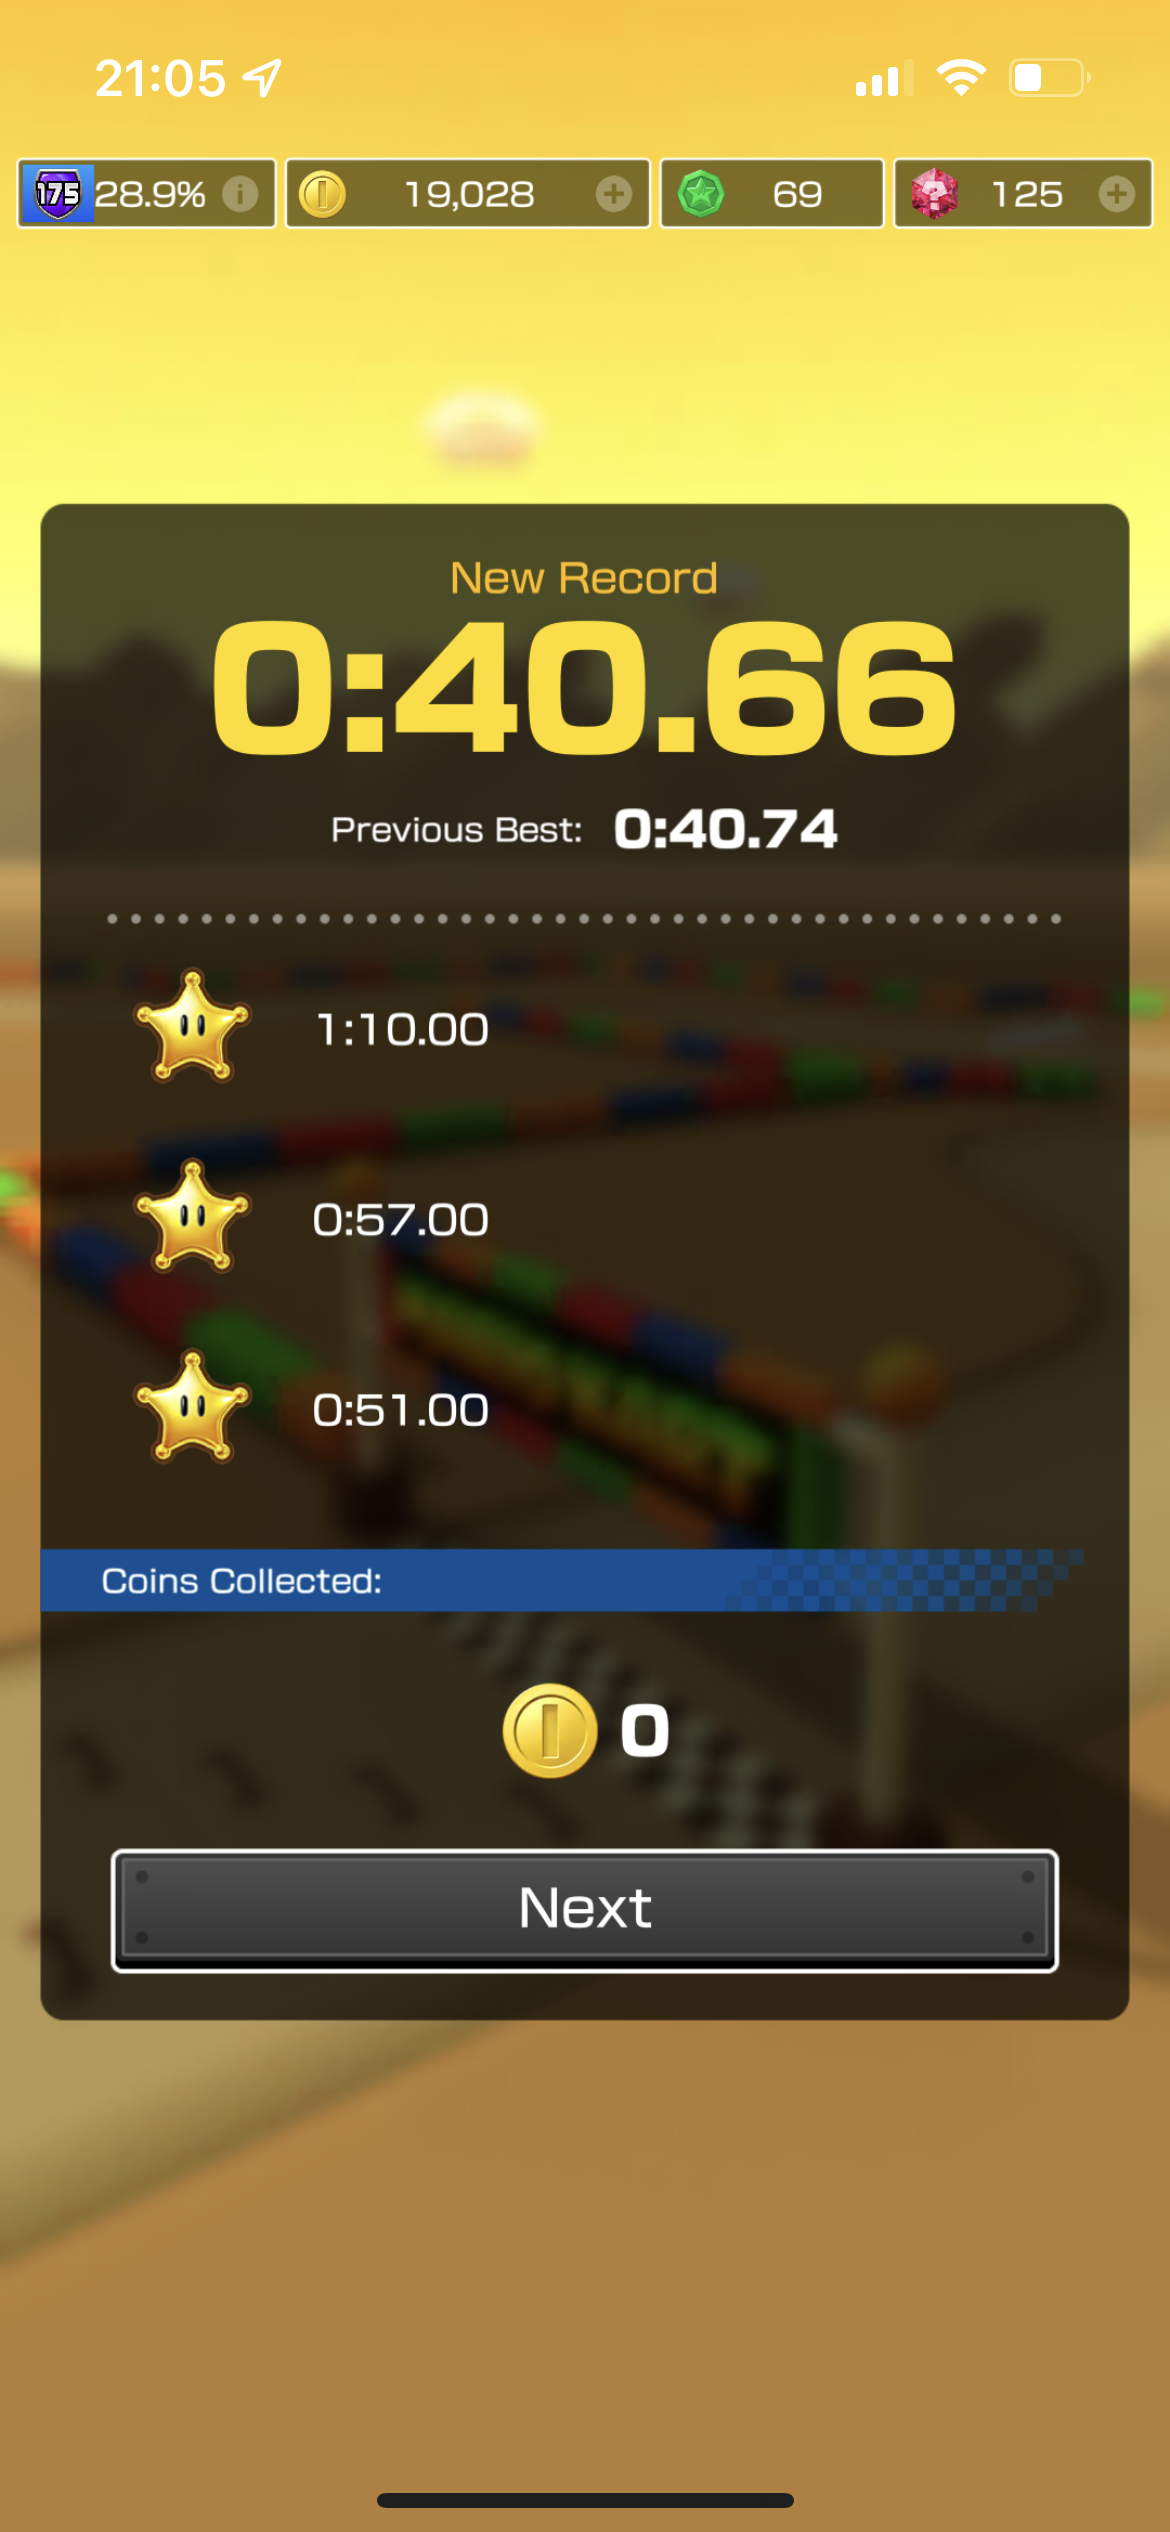 21:05
175 28.9% i 19,028 + 69 ? 125 +
New Record
0:40.66
Previous Best: 0:40.74
1:10.00
0:57.00
0:51.00
Coins Collected:
0
Next